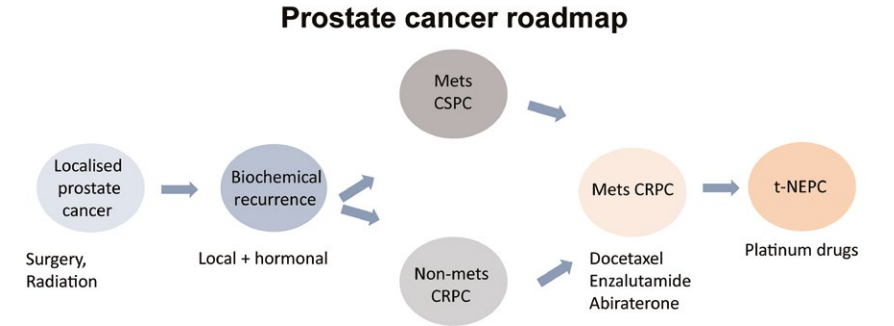 Prostate cancer roadmap
Mets
CSPC
Localised
prostate
cancer
Biochemical
recurrence
Mets CRPC
t-NEPC
Surgery,
Radiation
Local + hormonal
Non-mets
CRPC
Docetaxel
Enzalutamide
Abiraterone
Platinum drugs